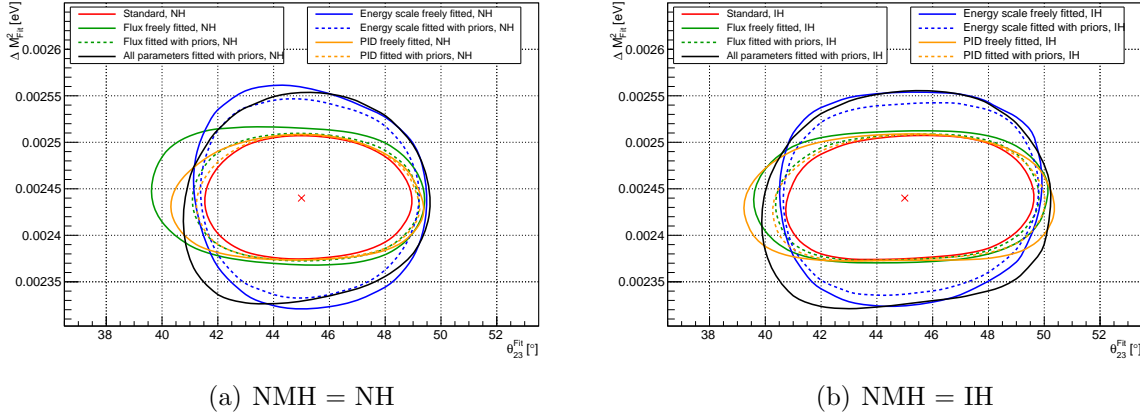 Δ M²Fit [eV]
Standard, NH
Flux freely fitted, NH
Flux fitted with priors, NH
All parameters fitted with priors, NH
Energy scale freely fitted, NH
Energy scale fitted with priors, NH
PID freely fitted, NH
PID fitted with priors, NH
0.0026
0.00255
0.0025
0.00245
0.0024
0.00235
38 40 42 44 46 48 50 52
θ₂₃^Fit [°]
(a) NMH = NH
Δ M²Fit [eV]
Standard, IH
Flux freely fitted, IH
Flux fitted with priors, IH
All parameters fitted with priors, IH
Energy scale freely fitted, IH
Energy scale fitted with priors, IH
PID freely fitted, IH
PID fitted with priors, IH
0.0026
0.00255
0.0025
0.00245
0.0024
0.00235
38 40 42 44 46 48 50 52
θ₂₃^Fit [°]
(b) NMH = IH